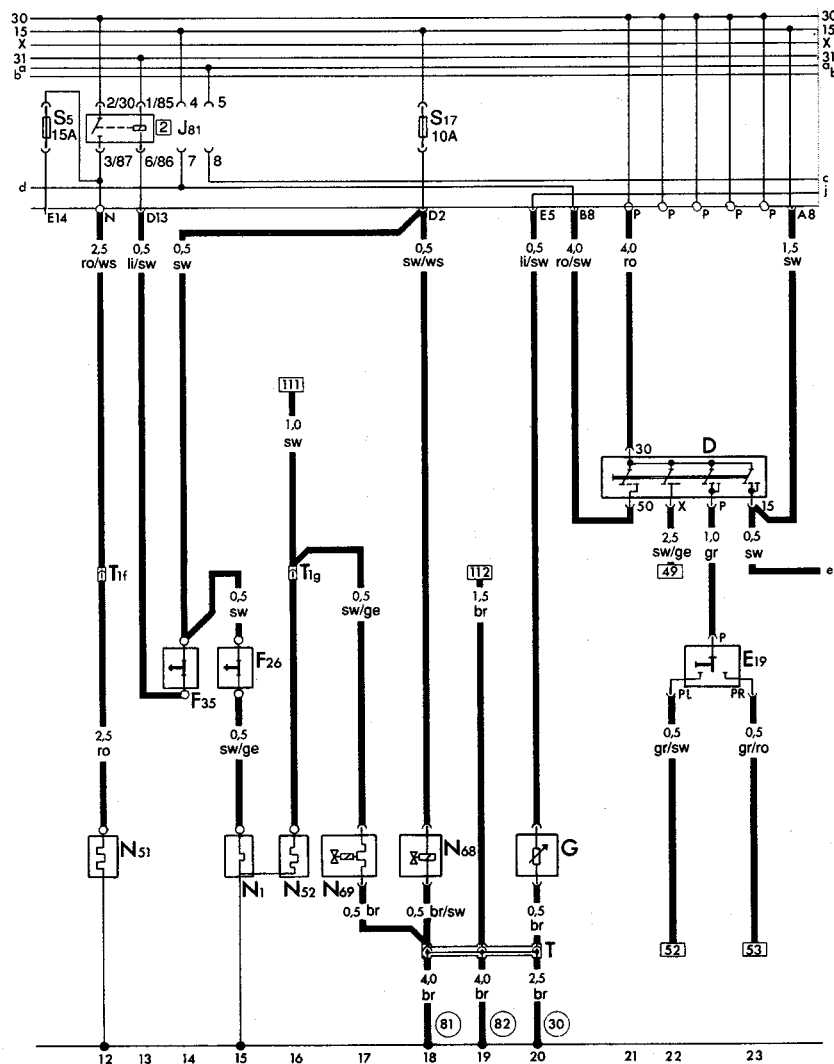 30 30
15 15
X X
31 31
a a
b b
S5 15A 2/30 1/85 4 5
2 J81
S17 10A
3/87 6/86 7 8
d c
j
E14 N D13 D2 E5 B8 P P P P P A8
2,5 ro/ws
0,5 li/sw
0,5 sw
0,5 sw/ws
0,5 li/sw
4,0 ro/sw
4,0 ro
1,5 sw
111
1,0 sw
30 D
50 X P 15
2,5 sw/ge
49
1,0 gr
0,5 sw
e
T1f
T1g
112
1,5 br
0,5 sw
0,5 sw/ge
F35
F26
P
E19
PL PR
2,5 ro
0,5 sw/ge
0,5 gr/sw
0,5 gr/ro
N51 N1 N52 N69 N68 G
0,5 br
0,5 br/sw
0,5 br
T
52 53
4,0 br
4,0 br
2,5 br
81 82 30
12 13 14 15 16 17 18 19 20 21 22 23